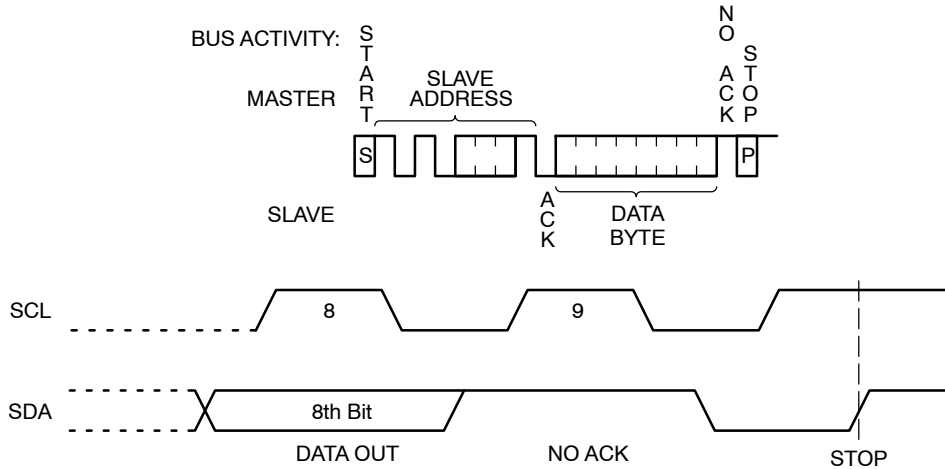 BUS ACTIVITY:
MASTER
START
SLAVE
ADDRESS
NO ACK
STOP
S
P
SLAVE
ACK
DATA
BYTE
SCL
8
9
SDA
8th Bit
DATA OUT
NO ACK
STOP